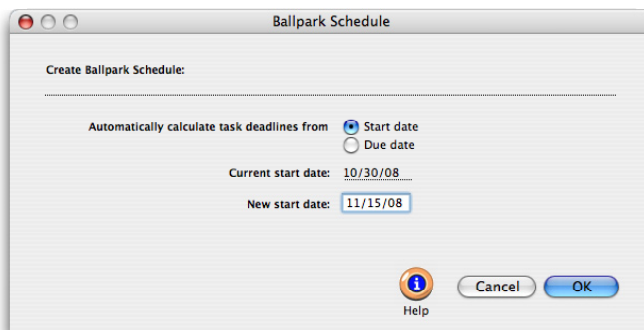 Ballpark Schedule
Create Ballpark Schedule:
Automatically calculate task deadlines from Start date
Due date
Current start date: 10/30/08
New start date: 11/15/08
Cancel OK
Help